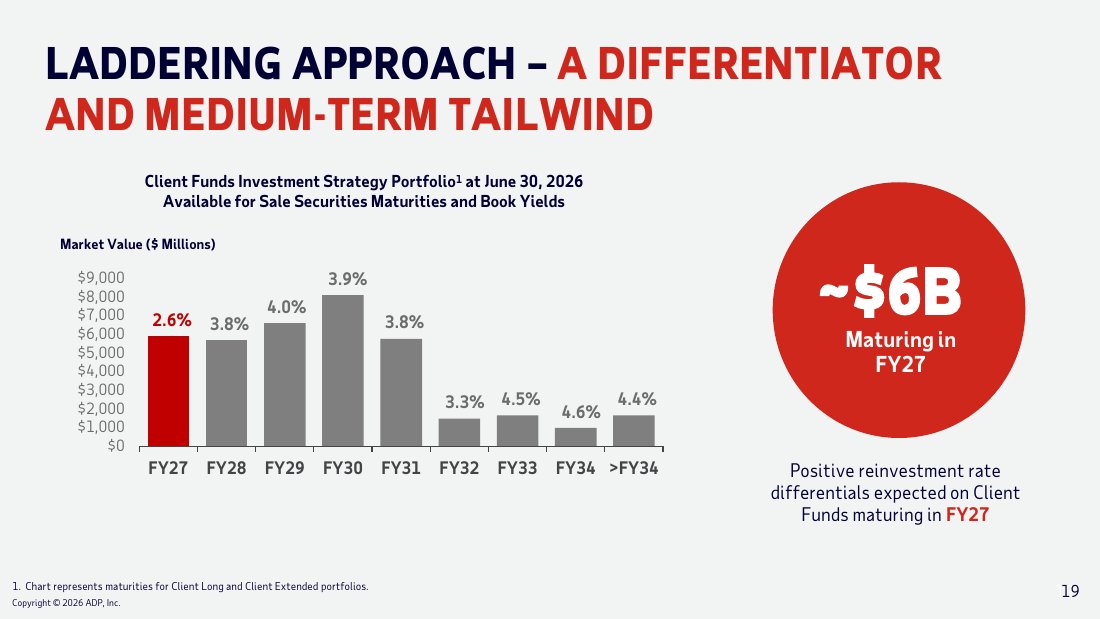 LADDERING APPROACH – A DIFFERENTIATOR
AND MEDIUM-TERM TAILWIND
Client Funds Investment Strategy Portfolio¹ at June 30, 2026
Available for Sale Securities Maturities and Book Yields
Market Value ($ Millions)
$9,000
$8,000
$7,000
$6,000
$5,000
$4,000
$3,000
$2,000
$1,000
$0
2.6%
3.8%
4.0%
3.9%
3.8%
3.3%
4.5%
4.6%
4.4%
FY27
FY28
FY29
FY30
FY31
FY32
FY33
FY34
>FY34
~$6B
Maturing in
FY27
Positive reinvestment rate
differentials expected on Client
Funds maturing in FY27
1. Chart represents maturities for Client Long and Client Extended portfolios.
Copyright © 2026 ADP, Inc.
19